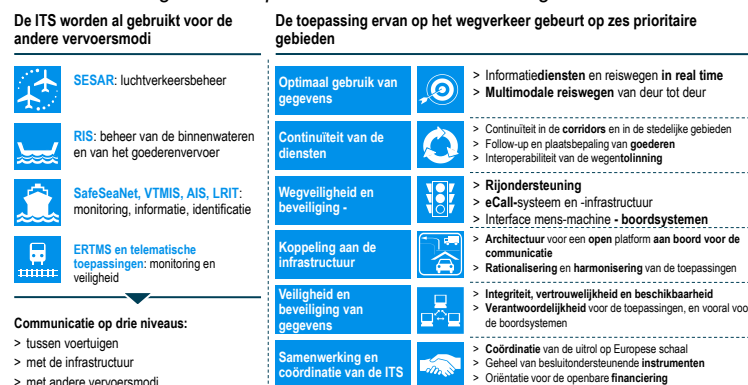 De ITS worden al gebruikt voor de
andere vervoersmodi
SESAR: luchtverkeersbeheer
RIS: beheer van de binnenwateren
en van het goederenvervoer
SafeSeaNet, VTMIS, AIS, LRIT:
monitoring, informatie, identificatie
ERTMS en telematische
toepassingen: monitoring en
veiligheid
Communicatie op drie niveaus:
> tussen voertuigen
> met de infrastructuur
> met andere vervoersmodi
De toepassing ervan op het wegverkeer gebeurt op zes prioritaire
gebieden
Optimaal gebruik van
gegevens
> Informatiediensten en reiswegen in real time
> Multimodale reiswegen van deur tot deur
Continuïteit van de
diensten
> Continuïteit in de corridors en in de stedelijke gebieden
> Follow-up en plaatsbepaling van goederen
> Interoperabiliteit van de wegentolinning
Wegveiligheid en
beveiliging -
> Rijondersteuning
> eCall-systeem en -infrastructuur
> Interface mens-machine - boordsystemen
Koppeling aan de
infrastructuur
> Architectuur voor een open platform aan boord voor de
communicatie
> Rationalisering en harmonisering van de toepassingen
Veiligheid en
beveiliging van
gegevens
> Integriteit, vertrouwelijkheid en beschikbaarheid
> Verantwoordelijkheid voor de toepassingen, en vooral voo
de boordsystemen
Samenwerking en
coördinatie van de ITS
> Coördinatie van de uitrol op Europese schaal
> Geheel van besluitondersteunende instrumenten
> Oriëntatie voor de openbare financiering